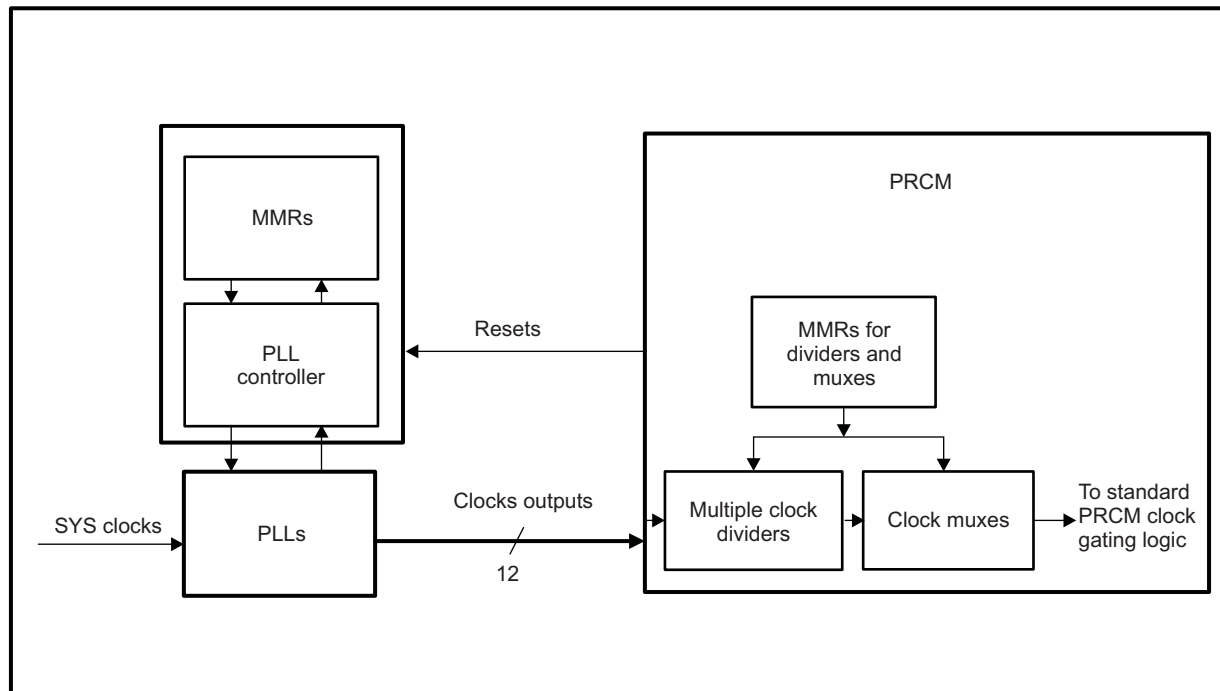 PRCM
MMRs
MMRs for
dividers and
muxes
Resets
PLL
controller
Clocks outputs
To standard
PRCM clock
gating logic
SYS clocks
PLLs
12
Multiple clock
dividers
Clock muxes